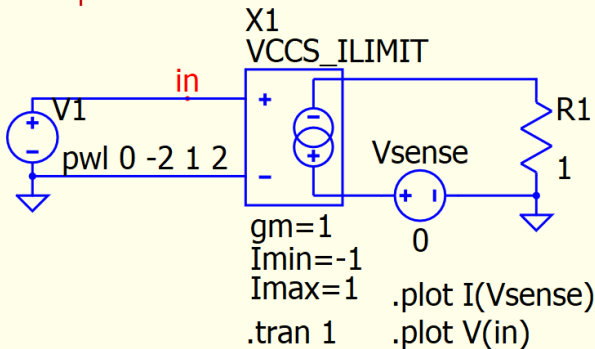 X1
VCCS_ILIMIT
in
+
V1
+
pwl 0 -2 1 2
-
-
+
-
R1
1
Vsense
+ -
0
gm=1
Imin=-1
Imax=1
.plot I(Vsense)
.tran 1
.plot V(in)